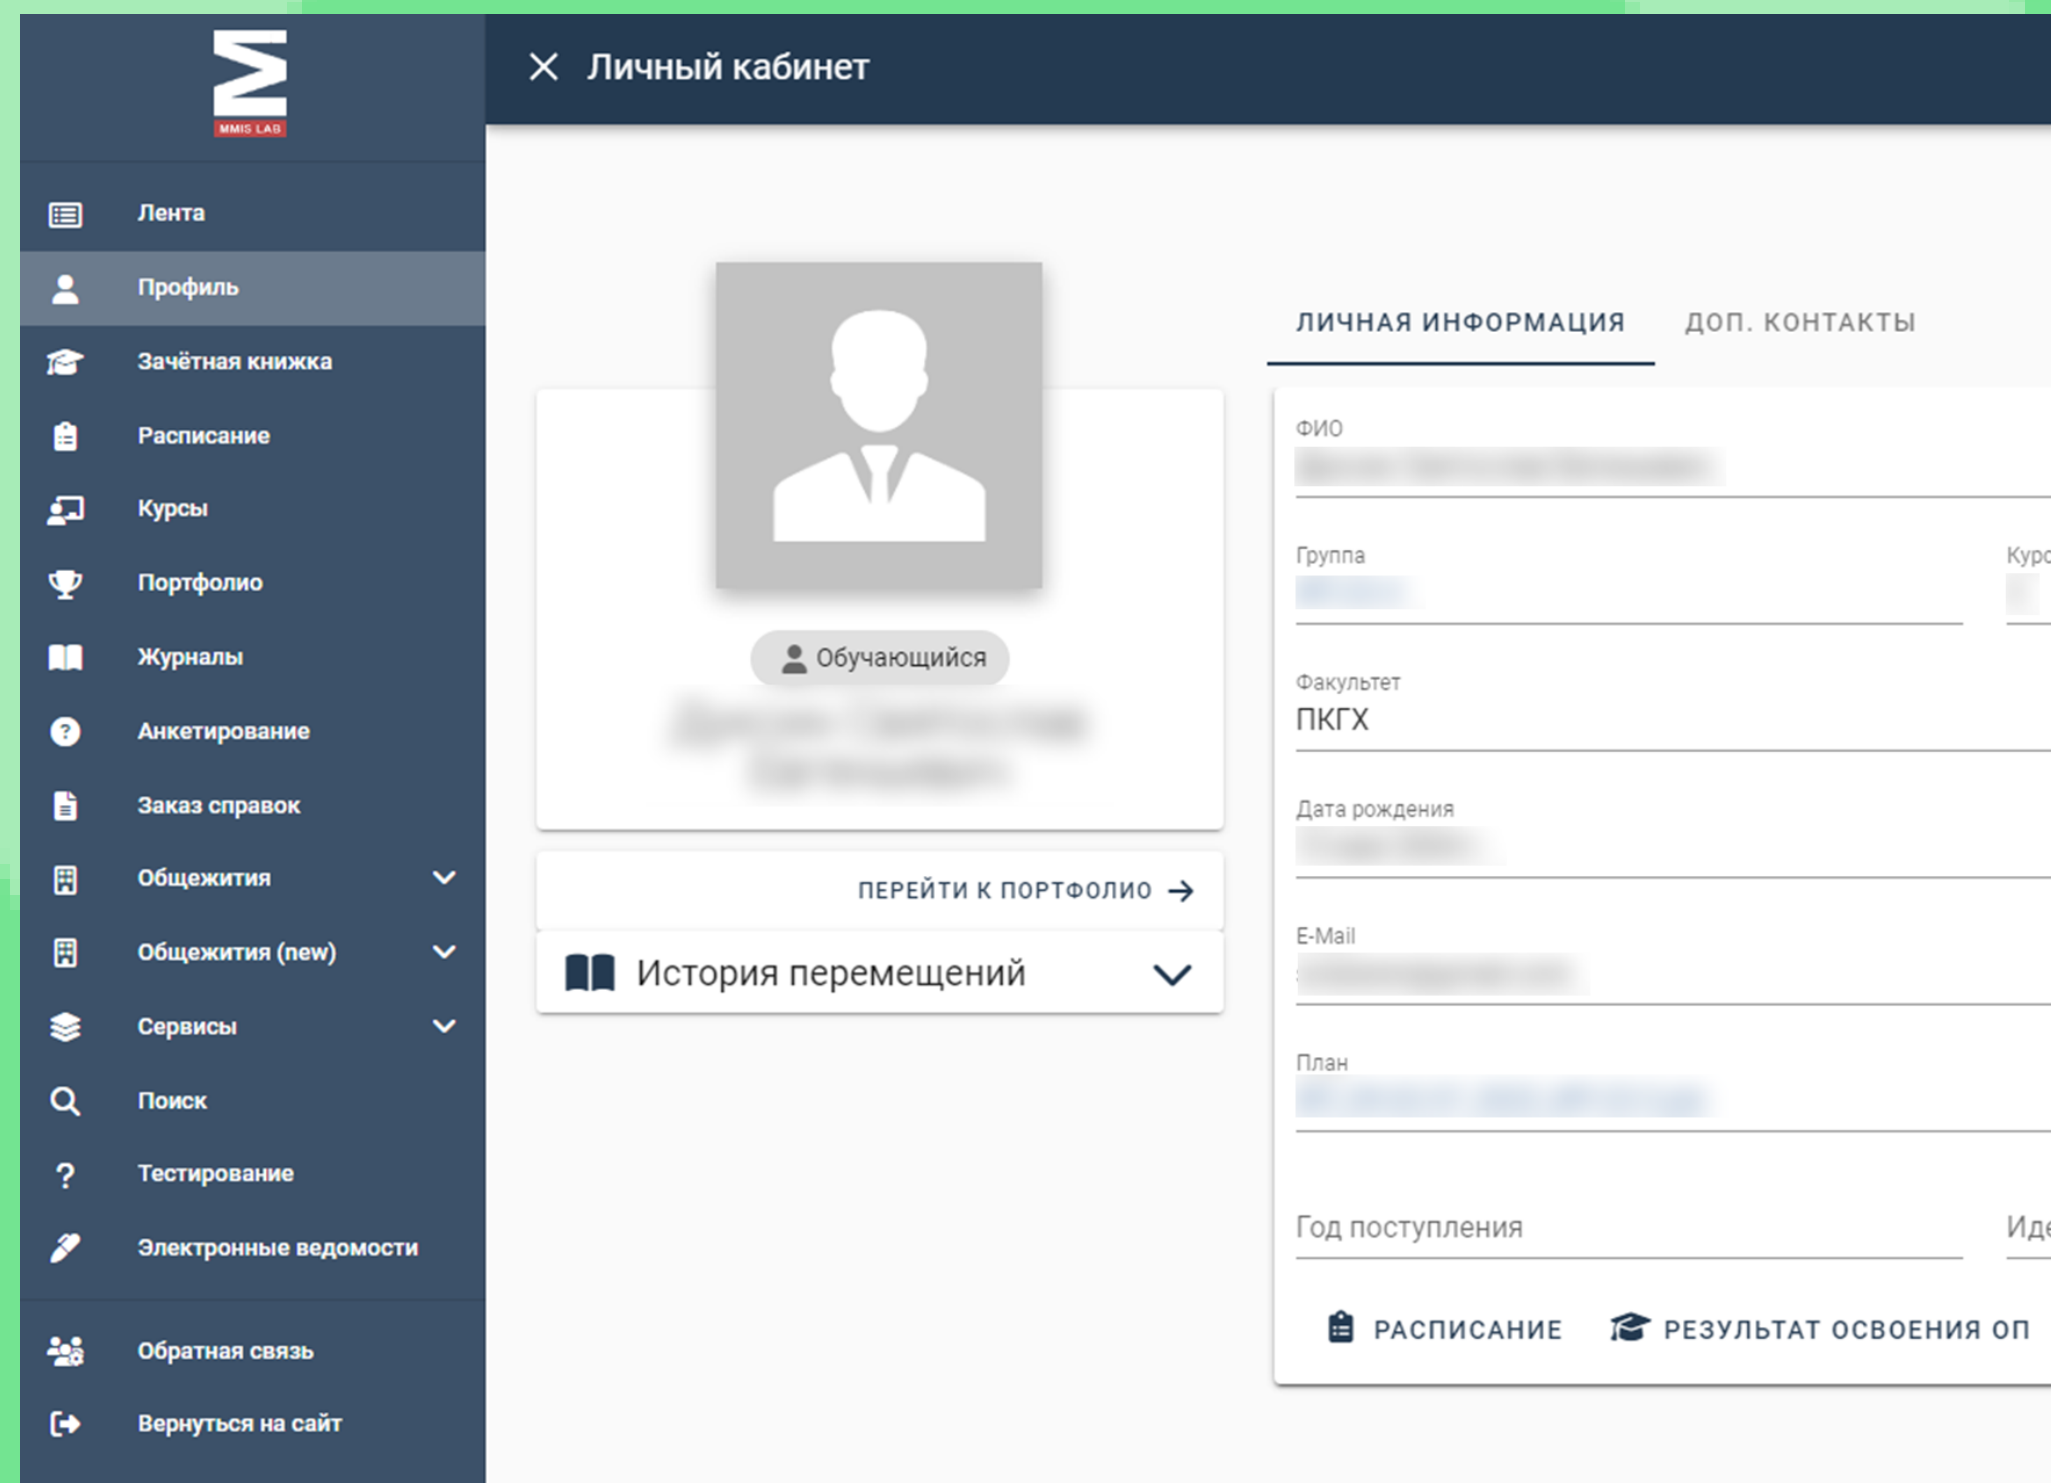 MMIS LAB
Личный кабинет
Лента
Профиль
Зачётная книжка
Расписание
Курсы
Портфолио
Журналы
Анкетирование
Заказ справок
Общежития
Общежития (new)
Сервисы
Поиск
Тестирование
Электронные ведомости
Обратная связь
Вернуться на сайт
Обучающийся
ПЕРЕЙТИ К ПОРТФОЛИО
История перемещений
ЛИЧНАЯ ИНФОРМАЦИЯ ДОП. КОНТАКТЫ
ФИО
Группа Курс
Факультет
ПКГХ
Дата рождения
E-Mail
План
Год поступления Иде
РАСПИСАНИЕ РЕЗУЛЬТАТ ОСВОЕНИЯ ОП